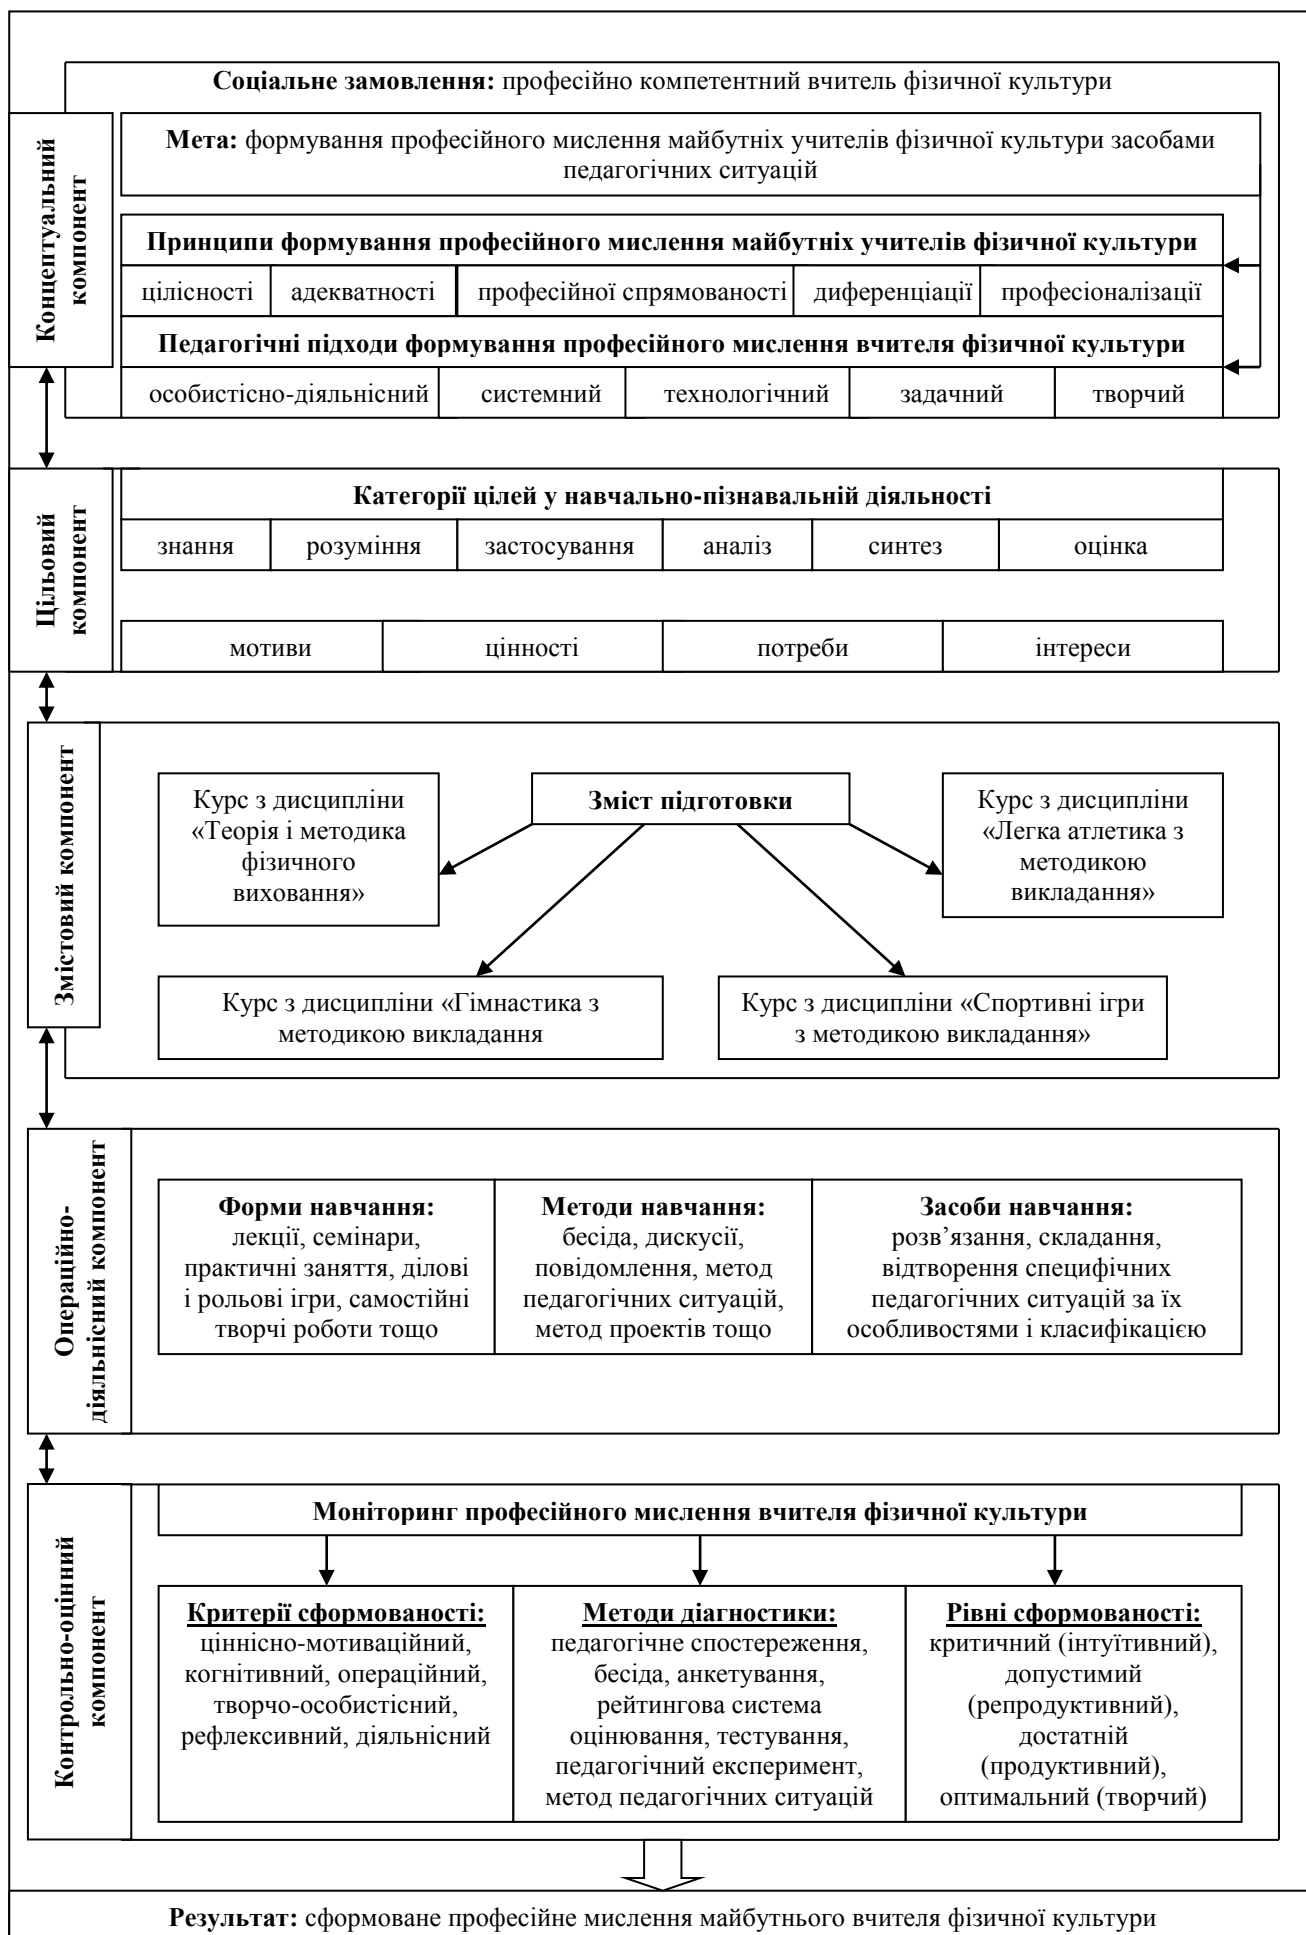 Соціальне замовлення: професійно компетентний вчитель фізичної культури
Концептуальний
компонент
Мета: формування професійного мислення майбутніх учителів фізичної культури засобами
педагогічних ситуацій
Принципи формування професійного мислення майбутніх учителів фізичної культури
цілісності адекватності професійної спрямованості диференціації професіоналізації
Педагогічні підходи формування професійного мислення вчителя фізичної культури
особистісно-діяльнісний системний технологічний задачний творчий
Цільовий
компонент
Категорії цілей у навчально-пізнавальній діяльності
знання розуміння застосування аналіз синтез оцінка
мотиви цінності потреби інтереси
Змістовий компонент
Зміст підготовки
Курс з дисципліни
«Теорія і методика
фізичного
виховання»
Курс з дисципліни
«Легка атлетика з
методикою
викладання»
Курс з дисципліни «Гімнастика з
методикою викладання
Курс з дисципліни «Спортивні ігри
з методикою викладання»
Операційно-
діяльнісний компонент
Форми навчання:
лекції, семінари,
практичні заняття, ділові
і рольові ігри, самостійні
творчі роботи тощо
Методи навчання:
бесіда, дискусії,
повідомлення, метод
педагогічних ситуацій,
метод проектів тощо
Засоби навчання:
розв’язання, складання,
відтворення специфічних
педагогічних ситуацій за їх
особливостями і класифікацією
Контрольно-оцінний
компонент
Моніторинг професійного мислення вчителя фізичної культури
Критерії сформованості:
ціннісно-мотиваційний,
когнітивний, операційний,
творчо-особистісний,
рефлексивний, діяльнісний
Методи діагностики:
педагогічне спостереження,
бесіда, анкетування,
рейтингова система
оцінювання, тестування,
педагогічний експеримент,
метод педагогічних ситуацій
Рівні сформованості:
критичний (інтуїтивний),
допустимий
(репродуктивний),
достатній
(продуктивний),
оптимальний (творчий)
Результат: сформоване професійне мислення майбутнього вчителя фізичної культури